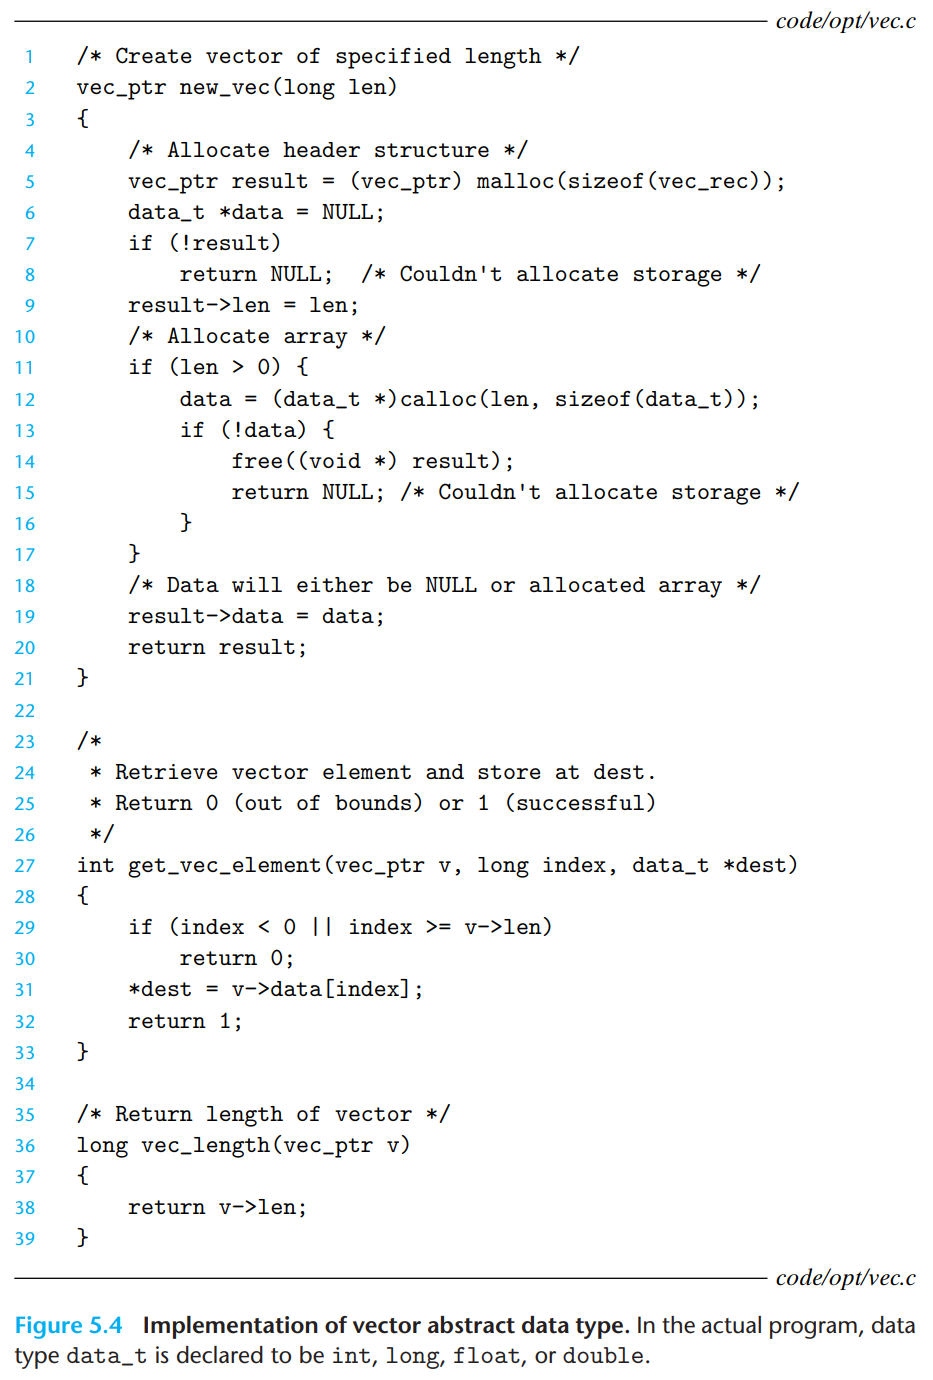 code/opt/vec.c
1 /* Create vector of specified length */
2 vec_ptr new_vec(long len)
3 {
4     /* Allocate header structure */
5     vec_ptr result = (vec_ptr) malloc(sizeof(vec_rec));
6     data_t *data = NULL;
7     if (!result)
8         return NULL;  /* Couldn't allocate storage */
9     result->len = len;
10     /* Allocate array */
11     if (len > 0) {
12         data = (data_t *)calloc(len, sizeof(data_t));
13         if (!data) {
14             free((void *) result);
15             return NULL; /* Couldn't allocate storage */
16         }
17     }
18     /* Data will either be NULL or allocated array */
19     result->data = data;
20     return result;
21 }
22
23 /*
24  * Retrieve vector element and store at dest.
25  * Return 0 (out of bounds) or 1 (successful)
26  */
27 int get_vec_element(vec_ptr v, long index, data_t *dest)
28 {
29     if (index < 0 || index >= v->len)
30         return 0;
31     *dest = v->data[index];
32     return 1;
33 }
34
35 /* Return length of vector */
36 long vec_length(vec_ptr v)
37 {
38     return v->len;
39 }
code/opt/vec.c
Figure 5.4 Implementation of vector abstract data type. In the actual program, data
type data_t is declared to be int, long, float, or double.